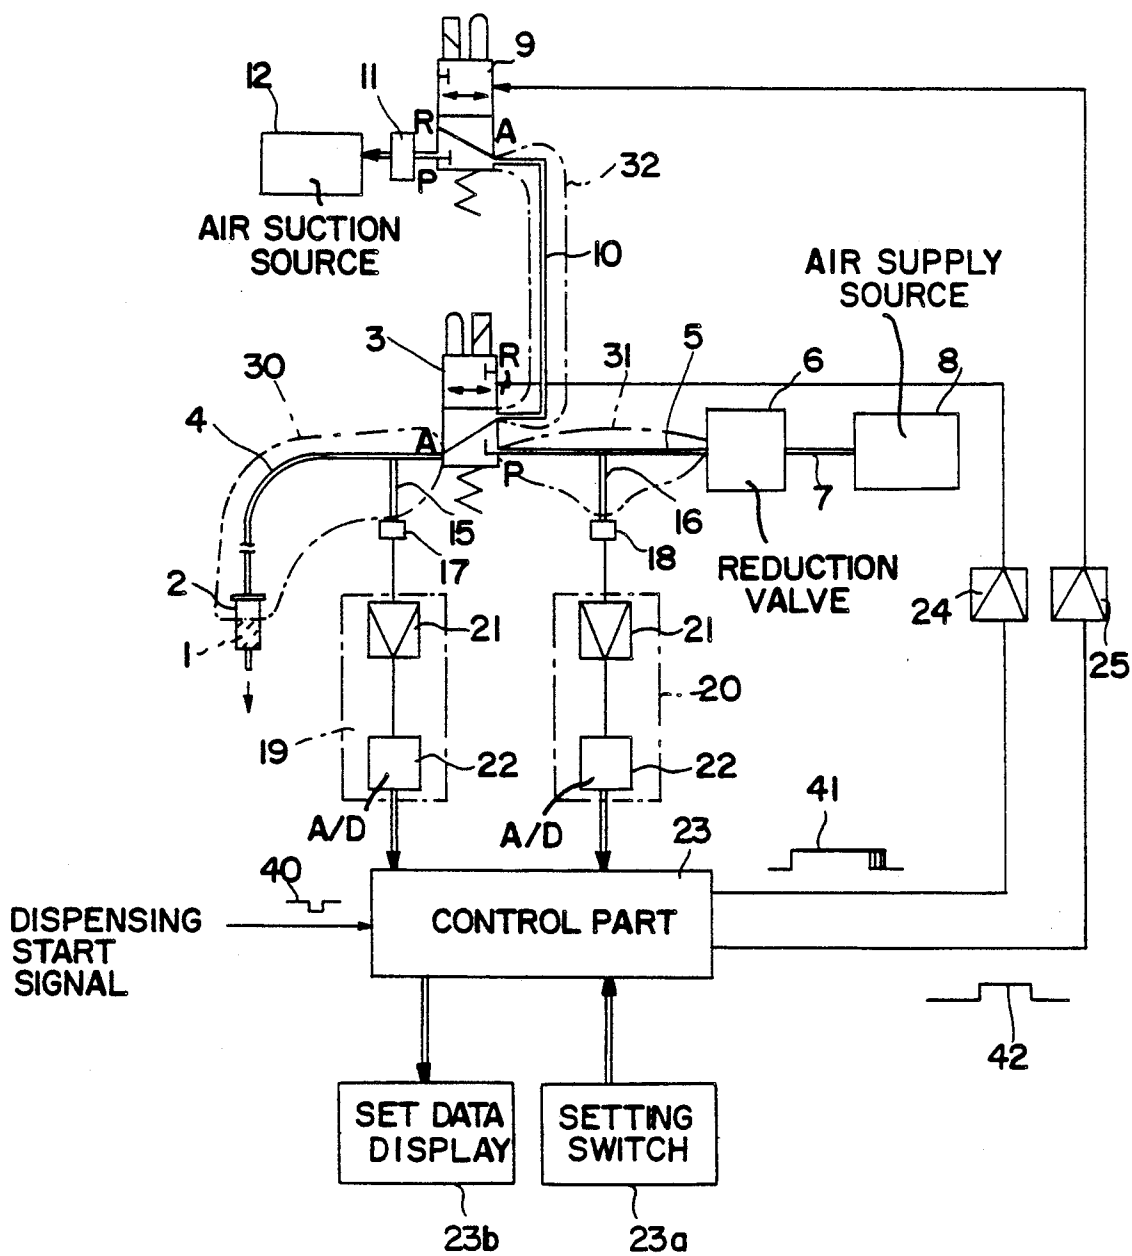 9
12
11
R
A
P
32
AIR SUCTION
SOURCE
10
AIR SUPPLY
SOURCE
3
R
31
5
6
8
30
4
A
P
7
15
16
17
18
REDUCTION
VALVE
2
1
24
25
21
21
20
19
22
22
A/D
A/D
23
41
40
DISPENSING
START
SIGNAL
CONTROL PART
42
SET DATA
DISPLAY
SETTING
SWITCH
23b
23a